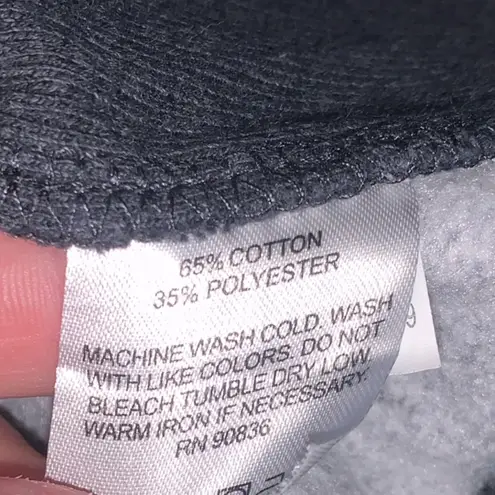 65% COTTON
35% POLYESTER
MACHINE WASH COLD. WASH
WITH LIKE COLORS. DO NOT
BLEACH TUMBLE DRY LOW.
WARM IRON IF NECESSARY.
RN 90836
9